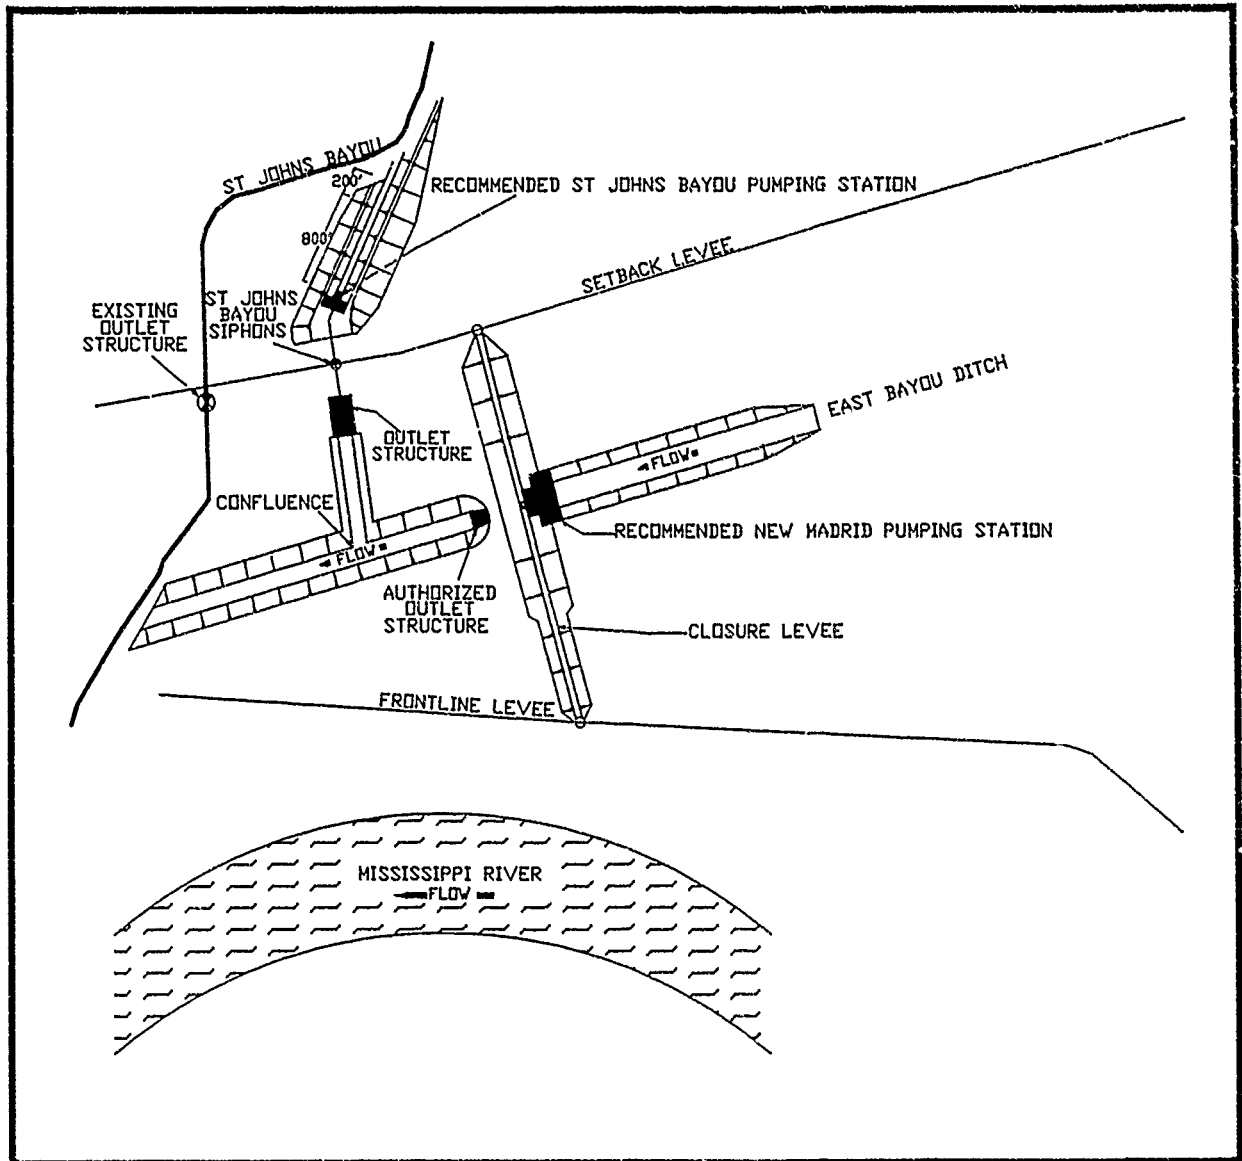 ST JOHNS BAYOU
200'
RECOMMENDED ST JOHNS BAYOU PUMPING STATION
800'
SETBACK LEVEE
ST JOHNS
BAYOU
SIPHONS
EXISTING
OUTLET
STRUCTURE
EAST BAYOU DITCH
OUTLET
STRUCTURE
FLOW
CONFLUENCE
RECOMMENDED NEW MADRID PUMPING STATION
FLOW
AUTHORIZED
OUTLET
STRUCTURE
CLOSURE LEVEE
FRONTLINE LEVEE
MISSISSIPPI RIVER
FLOW